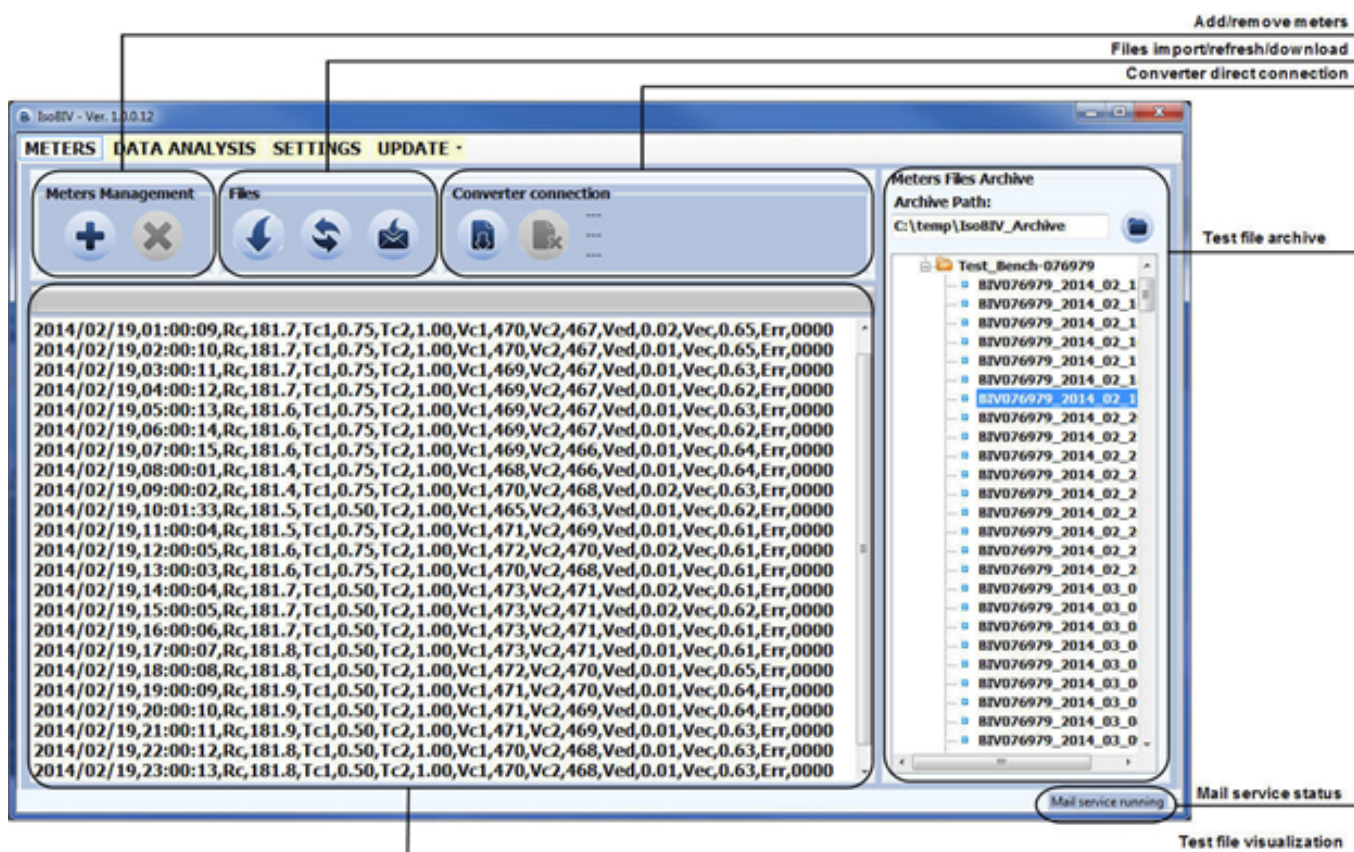 Add/remove meters
Files import/refresh/download
Converter direct connection
IsoBIV - Ver. 1.0.0.12
METERS DATA ANALYSIS SETTINGS UPDATE
Meters Management
Files
Converter connection
---
---
---
Meters Files Archive
Archive Path:
C:\temp\IsoBIV_Archive
Test file archive
Test_Bench-076979
BIV076979_2014_02_1
BIV076979_2014_02_1
BIV076979_2014_02_1
BIV076979_2014_02_1
BIV076979_2014_02_1
BIV076979_2014_02_1
BIV076979_2014_02_1
BIV076979_2014_02_2
BIV076979_2014_02_2
BIV076979_2014_02_2
BIV076979_2014_02_2
BIV076979_2014_02_2
BIV076979_2014_02_2
BIV076979_2014_02_2
BIV076979_2014_02_2
BIV076979_2014_02_2
BIV076979_2014_03_0
BIV076979_2014_03_0
BIV076979_2014_03_0
BIV076979_2014_03_0
BIV076979_2014_03_0
BIV076979_2014_03_0
BIV076979_2014_03_0
BIV076979_2014_03_0
BIV076979_2014_03_0
2014/02/19,01:00:09,Rc,181.7,Tc1,0.75,Tc2,1.00,Vc1,470,Vc2,467,Ved,0.02,Vec,0.65,Err,0000
2014/02/19,02:00:10,Rc,181.7,Tc1,0.75,Tc2,1.00,Vc1,470,Vc2,467,Ved,0.01,Vec,0.65,Err,0000
2014/02/19,03:00:11,Rc,181.7,Tc1,0.75,Tc2,1.00,Vc1,469,Vc2,467,Ved,0.01,Vec,0.63,Err,0000
2014/02/19,04:00:12,Rc,181.7,Tc1,0.75,Tc2,1.00,Vc1,469,Vc2,467,Ved,0.01,Vec,0.62,Err,0000
2014/02/19,05:00:13,Rc,181.6,Tc1,0.75,Tc2,1.00,Vc1,469,Vc2,467,Ved,0.01,Vec,0.63,Err,0000
2014/02/19,06:00:14,Rc,181.6,Tc1,0.75,Tc2,1.00,Vc1,469,Vc2,467,Ved,0.01,Vec,0.62,Err,0000
2014/02/19,07:00:15,Rc,181.6,Tc1,0.75,Tc2,1.00,Vc1,469,Vc2,466,Ved,0.01,Vec,0.64,Err,0000
2014/02/19,08:00:01,Rc,181.4,Tc1,0.75,Tc2,1.00,Vc1,468,Vc2,466,Ved,0.01,Vec,0.64,Err,0000
2014/02/19,09:00:02,Rc,181.4,Tc1,0.75,Tc2,1.00,Vc1,470,Vc2,468,Ved,0.02,Vec,0.63,Err,0000
2014/02/19,10:01:33,Rc,181.5,Tc1,0.50,Tc2,1.00,Vc1,465,Vc2,463,Ved,0.01,Vec,0.62,Err,0000
2014/02/19,11:00:04,Rc,181.5,Tc1,0.75,Tc2,1.00,Vc1,471,Vc2,469,Ved,0.01,Vec,0.61,Err,0000
2014/02/19,12:00:05,Rc,181.6,Tc1,0.75,Tc2,1.00,Vc1,472,Vc2,470,Ved,0.02,Vec,0.61,Err,0000
2014/02/19,13:00:03,Rc,181.6,Tc1,0.75,Tc2,1.00,Vc1,470,Vc2,468,Ved,0.01,Vec,0.61,Err,0000
2014/02/19,14:00:04,Rc,181.7,Tc1,0.50,Tc2,1.00,Vc1,473,Vc2,471,Ved,0.02,Vec,0.61,Err,0000
2014/02/19,15:00:05,Rc,181.7,Tc1,0.50,Tc2,1.00,Vc1,473,Vc2,471,Ved,0.02,Vec,0.62,Err,0000
2014/02/19,16:00:06,Rc,181.7,Tc1,0.50,Tc2,1.00,Vc1,473,Vc2,471,Ved,0.01,Vec,0.61,Err,0000
2014/02/19,17:00:07,Rc,181.8,Tc1,0.50,Tc2,1.00,Vc1,473,Vc2,471,Ved,0.01,Vec,0.61,Err,0000
2014/02/19,18:00:08,Rc,181.8,Tc1,0.50,Tc2,1.00,Vc1,472,Vc2,470,Ved,0.01,Vec,0.65,Err,0000
2014/02/19,19:00:09,Rc,181.9,Tc1,0.50,Tc2,1.00,Vc1,471,Vc2,470,Ved,0.01,Vec,0.64,Err,0000
2014/02/19,20:00:10,Rc,181.9,Tc1,0.50,Tc2,1.00,Vc1,471,Vc2,469,Ved,0.01,Vec,0.64,Err,0000
2014/02/19,21:00:11,Rc,181.9,Tc1,0.50,Tc2,1.00,Vc1,471,Vc2,469,Ved,0.01,Vec,0.63,Err,0000
2014/02/19,22:00:12,Rc,181.8,Tc1,0.50,Tc2,1.00,Vc1,470,Vc2,468,Ved,0.01,Vec,0.63,Err,0000
2014/02/19,23:00:13,Rc,181.8,Tc1,0.50,Tc2,1.00,Vc1,470,Vc2,468,Ved,0.01,Vec,0.63,Err,0000
Mail service status
Mail service running
Test file visualization